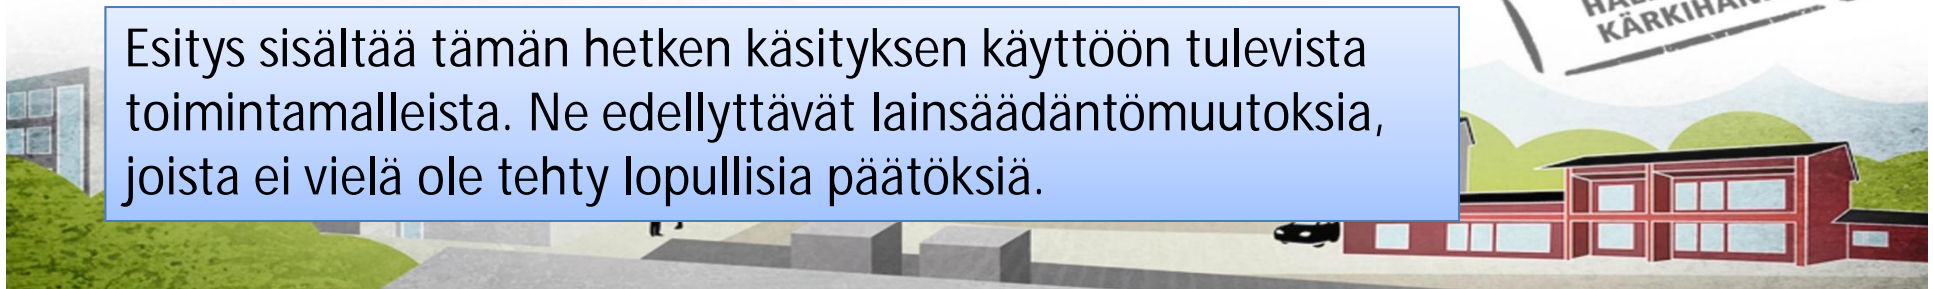 Esitys sisältää tämän hetken käsityksen käyttöön tulevista
toimintamalleista. Ne edellyttävät lainsäädäntömuutoksia,
joista ei vielä ole tehty lopullisia päätöksiä.